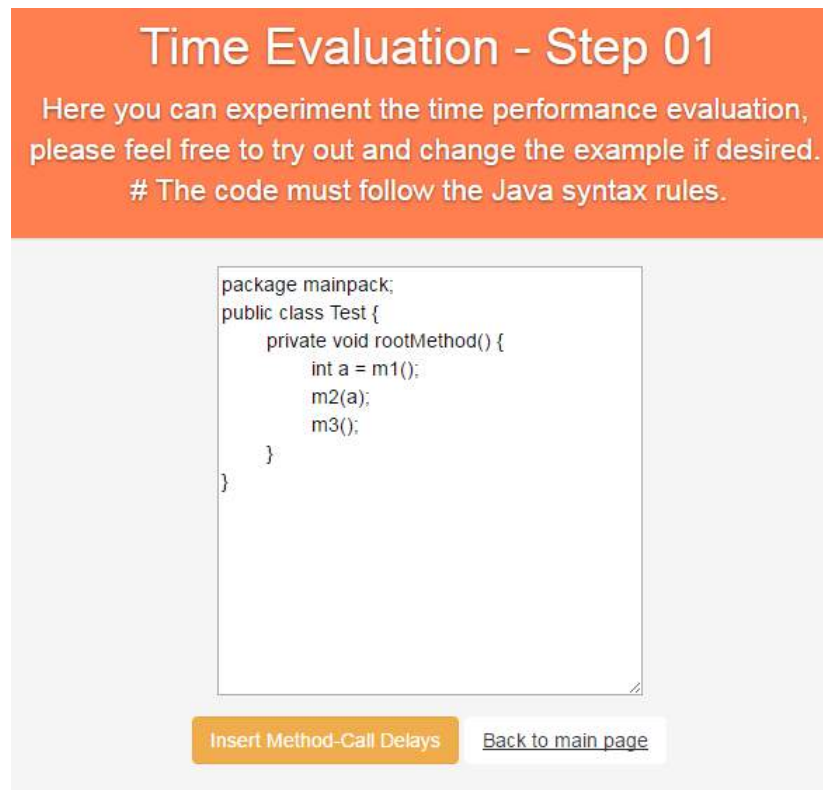 Time Evaluation - Step 01
Here you can experiment the time performance evaluation,
please feel free to try out and change the example if desired.
# The code must follow the Java syntax rules.
package mainpack;
public class Test {
private void rootMethod() {
int a = m1();
m2(a);
m3();
}
}
Insert Method-Call Delays
Back to main page